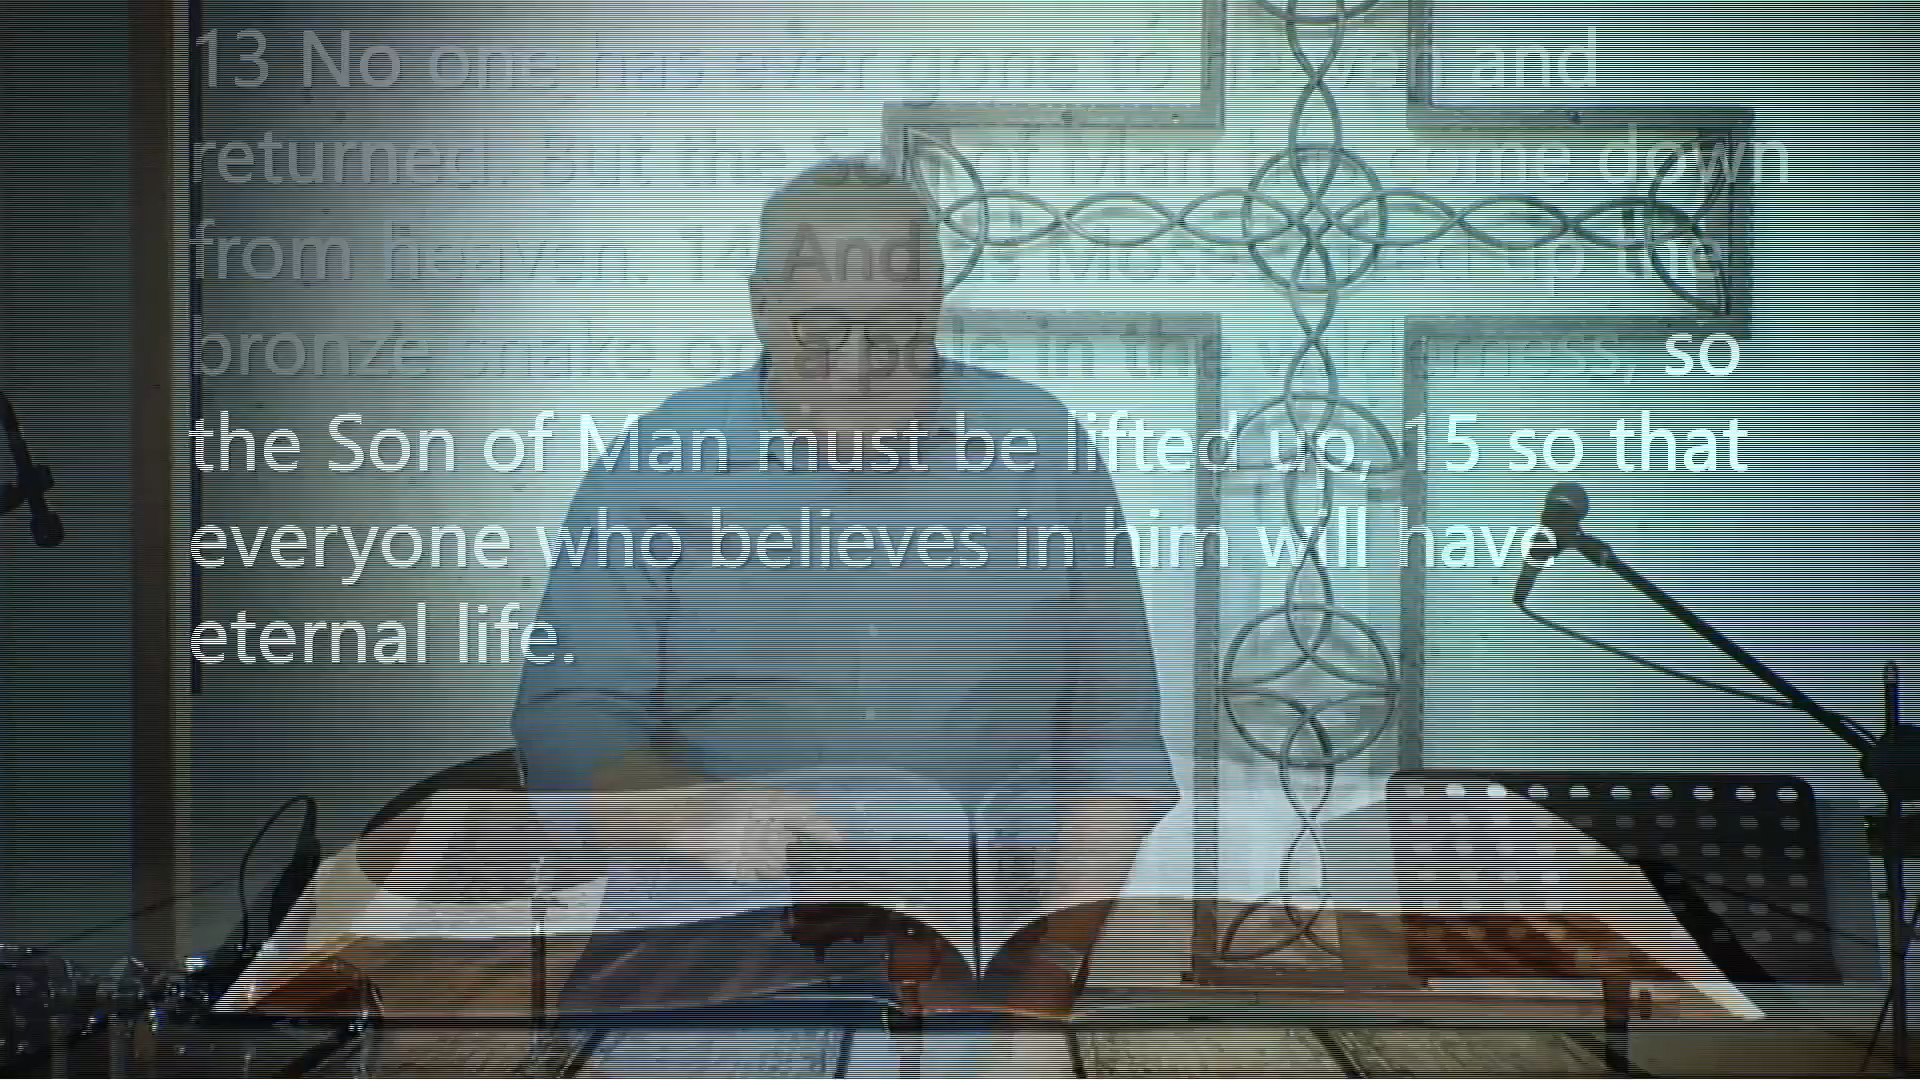 13 No one has ever gone to heaven and
returned. But the Son of Man has come down
from heaven. 14 And as Moses lifted up the
bronze snake on a pole in the wilderness, so
the Son of Man must be lifted up, 15 so that
everyone who believes in him will have
eternal life.